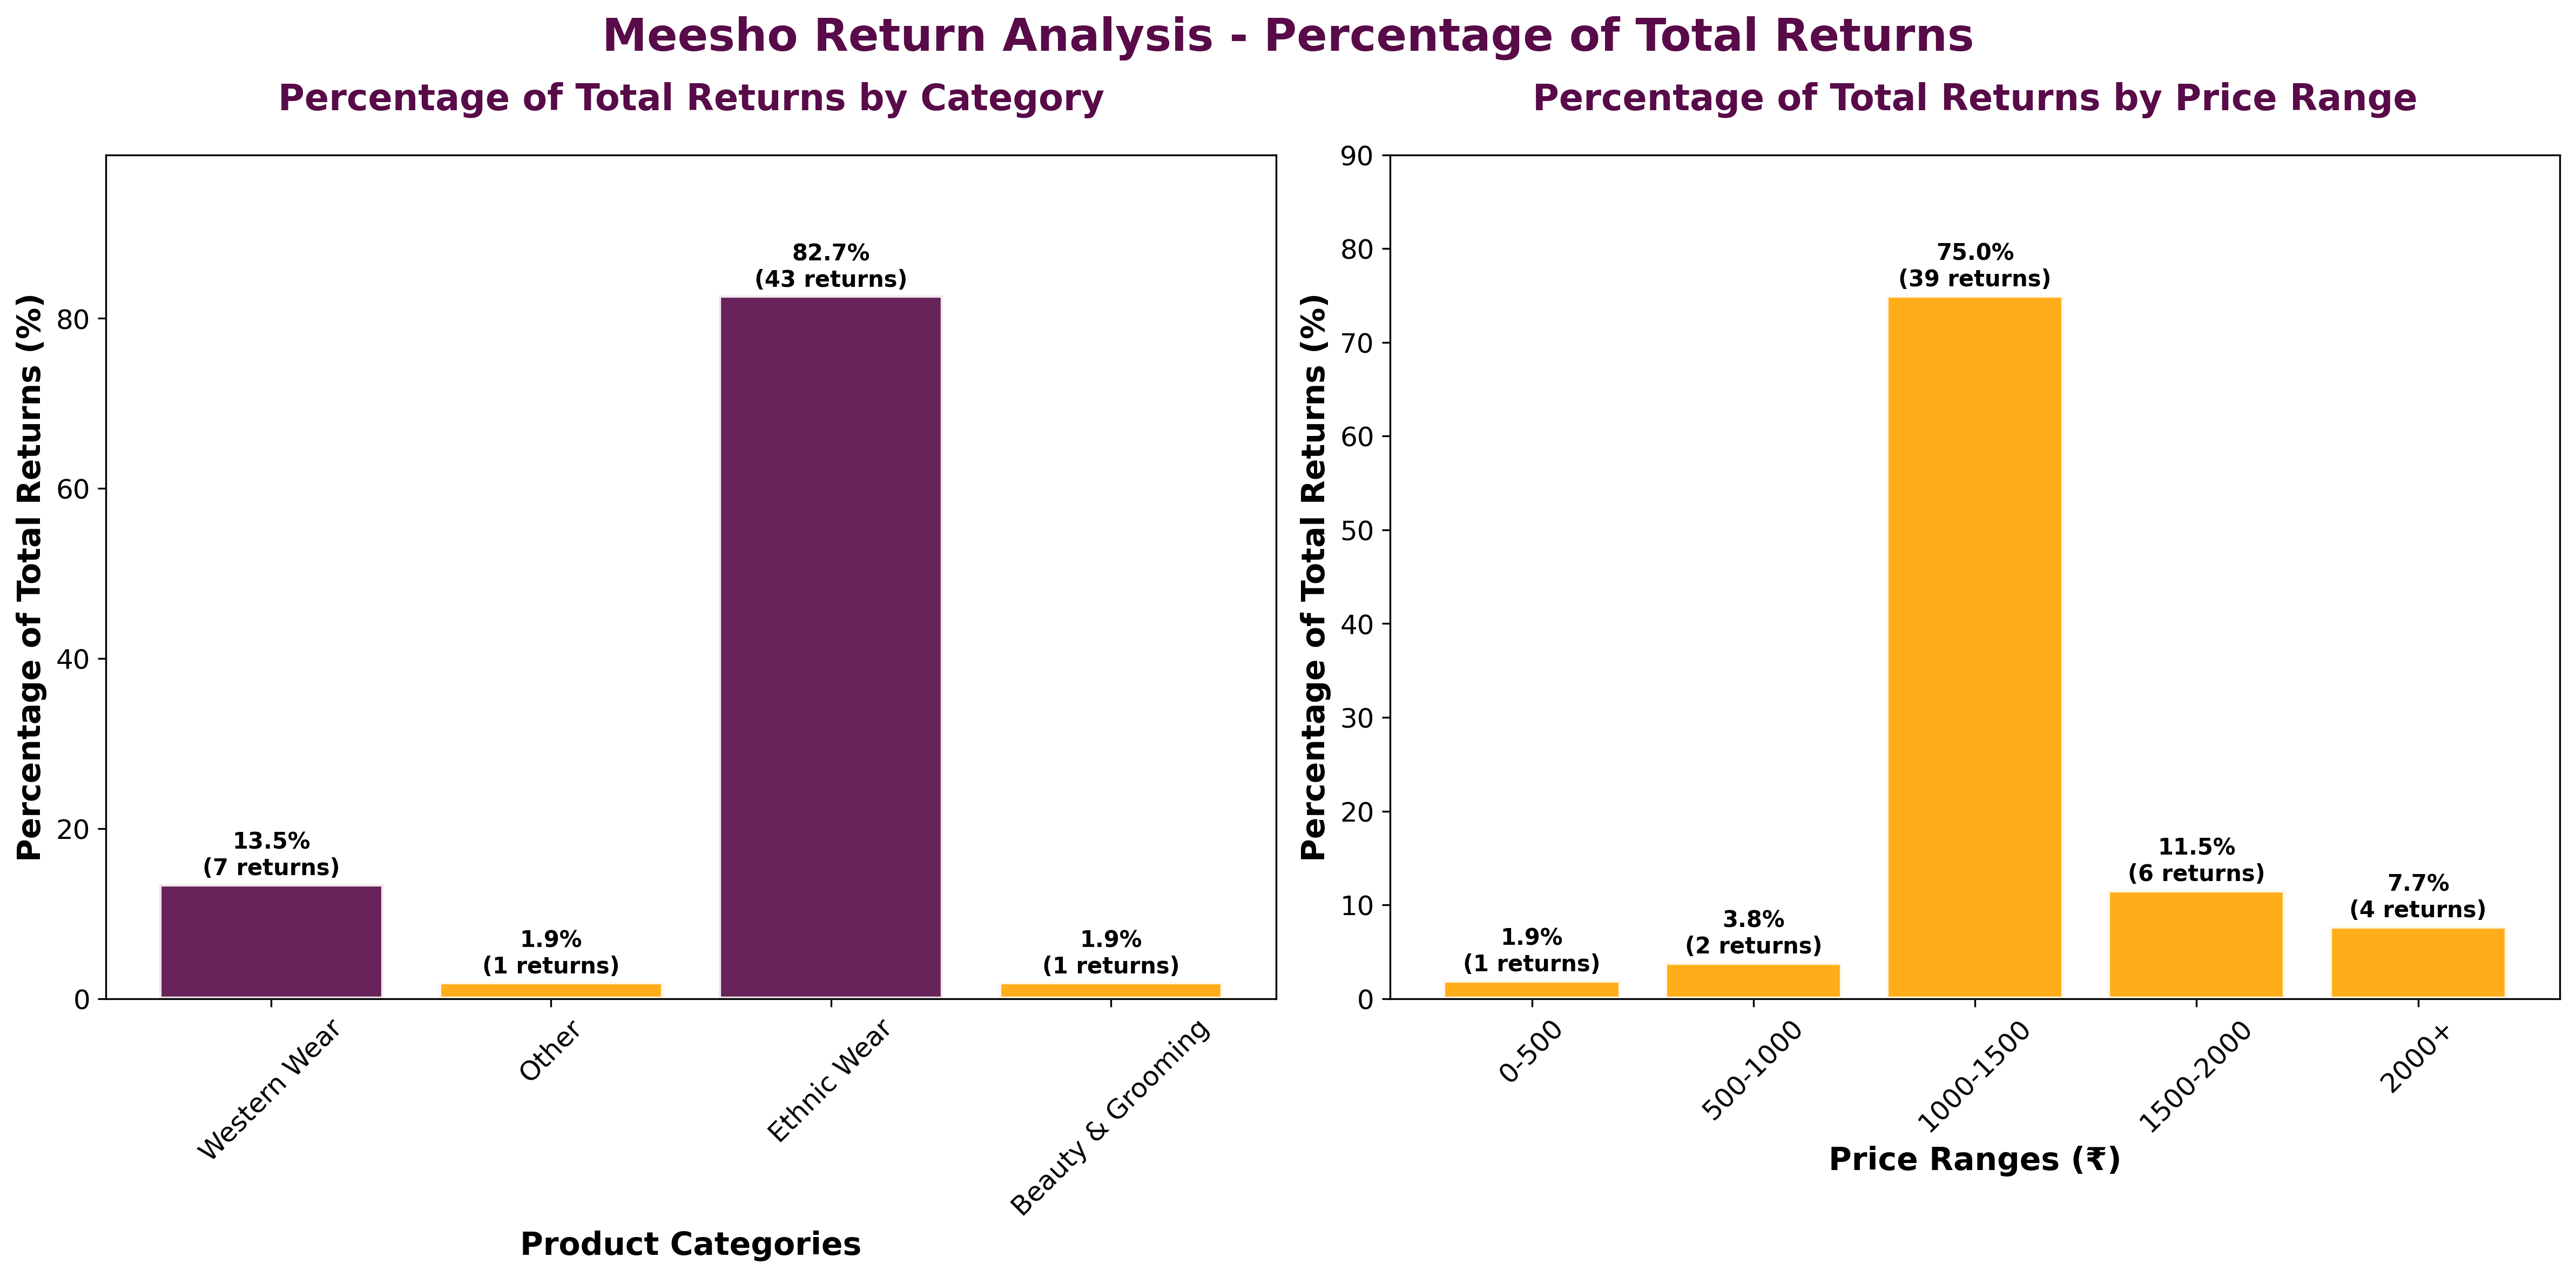 Meesho Return Analysis - Percentage of Total Returns
Percentage of Total Returns by Category
Percentage of Total Returns (%)
80
60
40
20
0
13.5%
(7 returns)
1.9%
(1 returns)
82.7%
(43 returns)
1.9%
(1 returns)
Western Wear
Other
Ethnic Wear
Beauty & Grooming
Product Categories
Percentage of Total Returns by Price Range
Percentage of Total Returns (%)
90
80
70
60
50
40
30
20
10
0
1.9%
(1 returns)
3.8%
(2 returns)
75.0%
(39 returns)
11.5%
(6 returns)
7.7%
(4 returns)
0-500
500-1000
1000-1500
1500-2000
2000+
Price Ranges (₹)